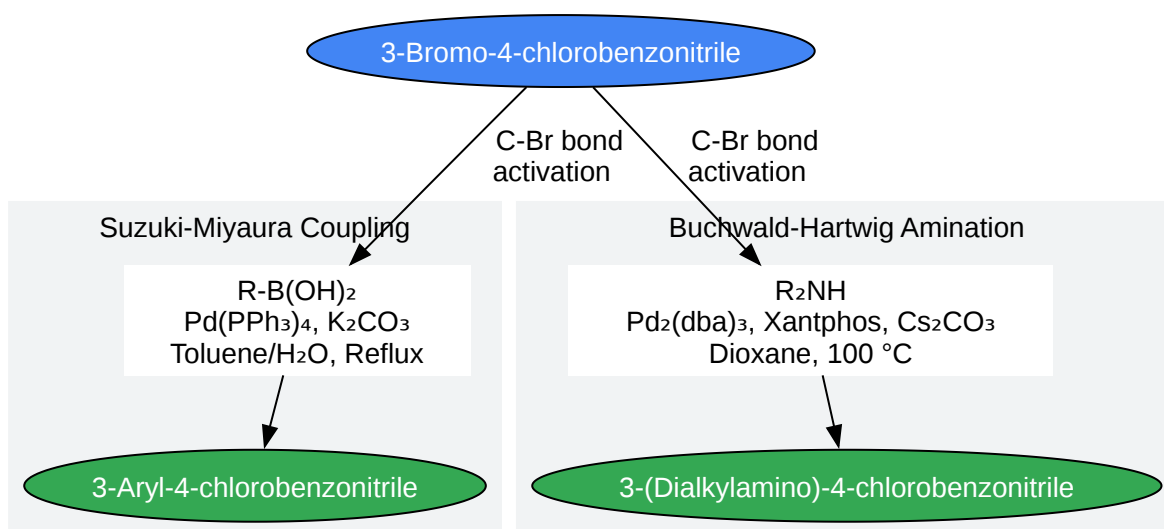 3-Bromo-4-chlorobenzonitrile
C-Br bond
activation
C-Br bond
activation
Suzuki-Miyaura Coupling
R-B(OH)₂
Pd(PPh₃)₄, K₂CO₃
Toluene/H₂O, Reflux
3-Aryl-4-chlorobenzonitrile
Buchwald-Hartwig Amination
R₂NH
Pd₂(dba)₃, Xantphos, Cs₂CO₃
Dioxane, 100 °C
3-(Dialkylamino)-4-chlorobenzonitrile